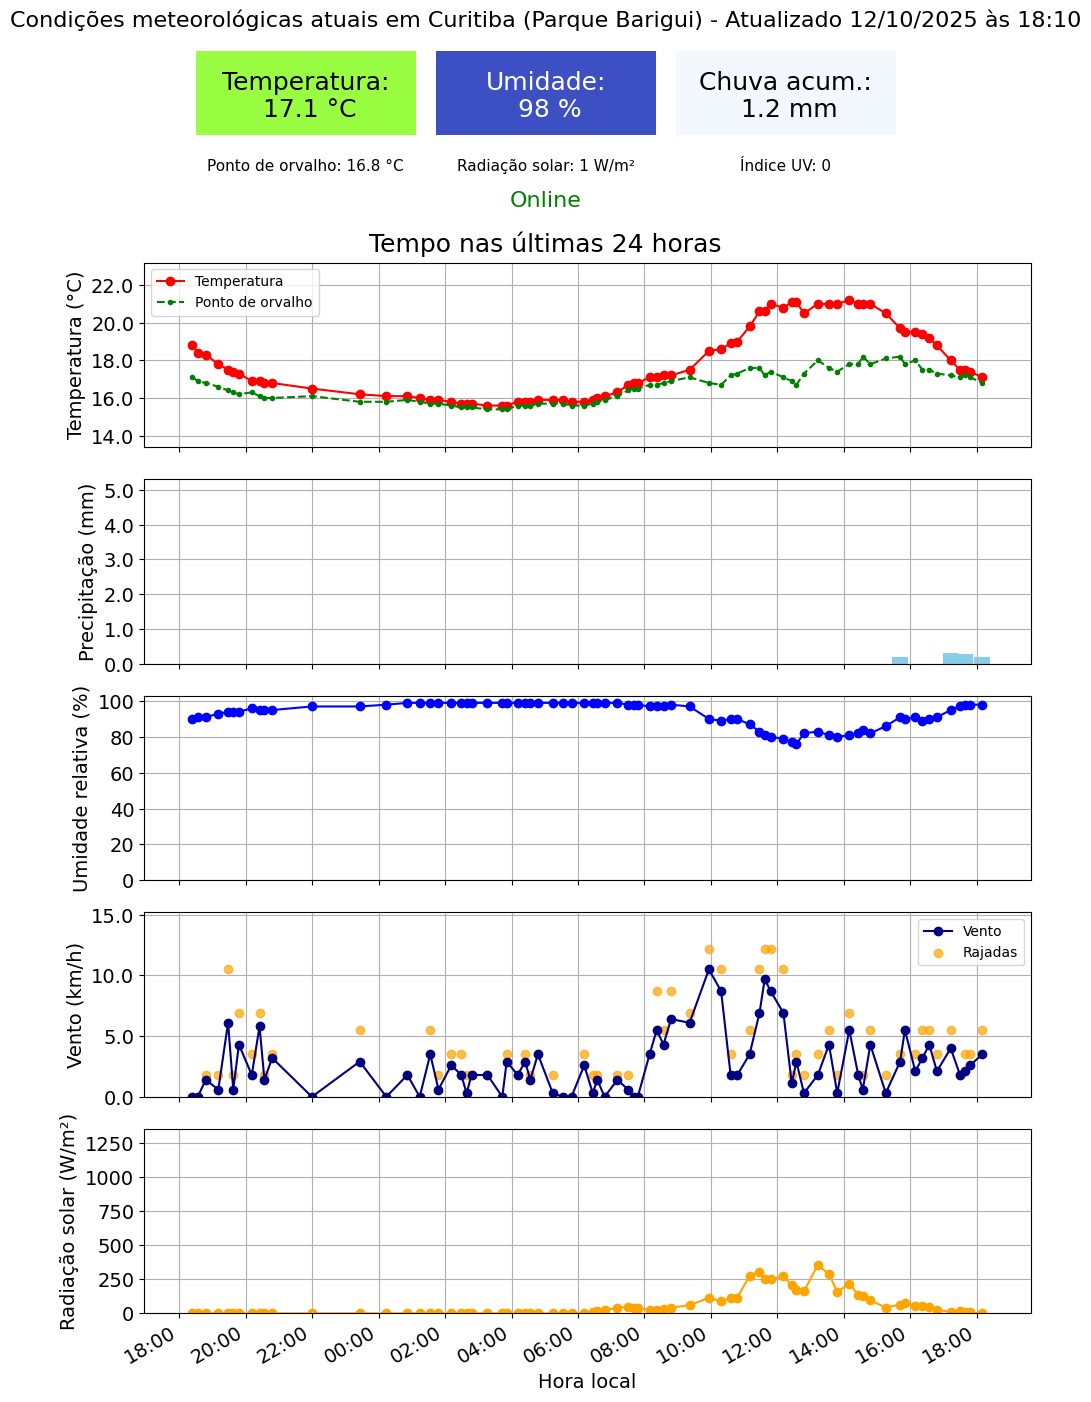 Condições meteorológicas atuais em Curitiba (Parque Barigui) - Atualizado 12/10/2025 às 18:10
Temperatura:
17.1 °C
Umidade:
98 %
Chuva acum.:
1.2 mm
Ponto de orvalho: 16.8 °C
Radiação solar: 1 W/m²
Índice UV: 0
Online
Tempo nas últimas 24 horas
Temperatura (°C)
22.0
20.0
18.0
16.0
14.0
Temperatura
Ponto de orvalho
Precipitação (mm)
5.0
4.0
3.0
2.0
1.0
0.0
Umidade relativa (%)
100
80
60
40
20
0
Vento (km/h)
15.0
10.0
5.0
0.0
Vento
Rajadas
Radiação solar (W/m²)
1250
1000
750
500
250
0
18:00
20:00
22:00
00:00
02:00
04:00
06:00
08:00
10:00
12:00
14:00
16:00
18:00
Hora local